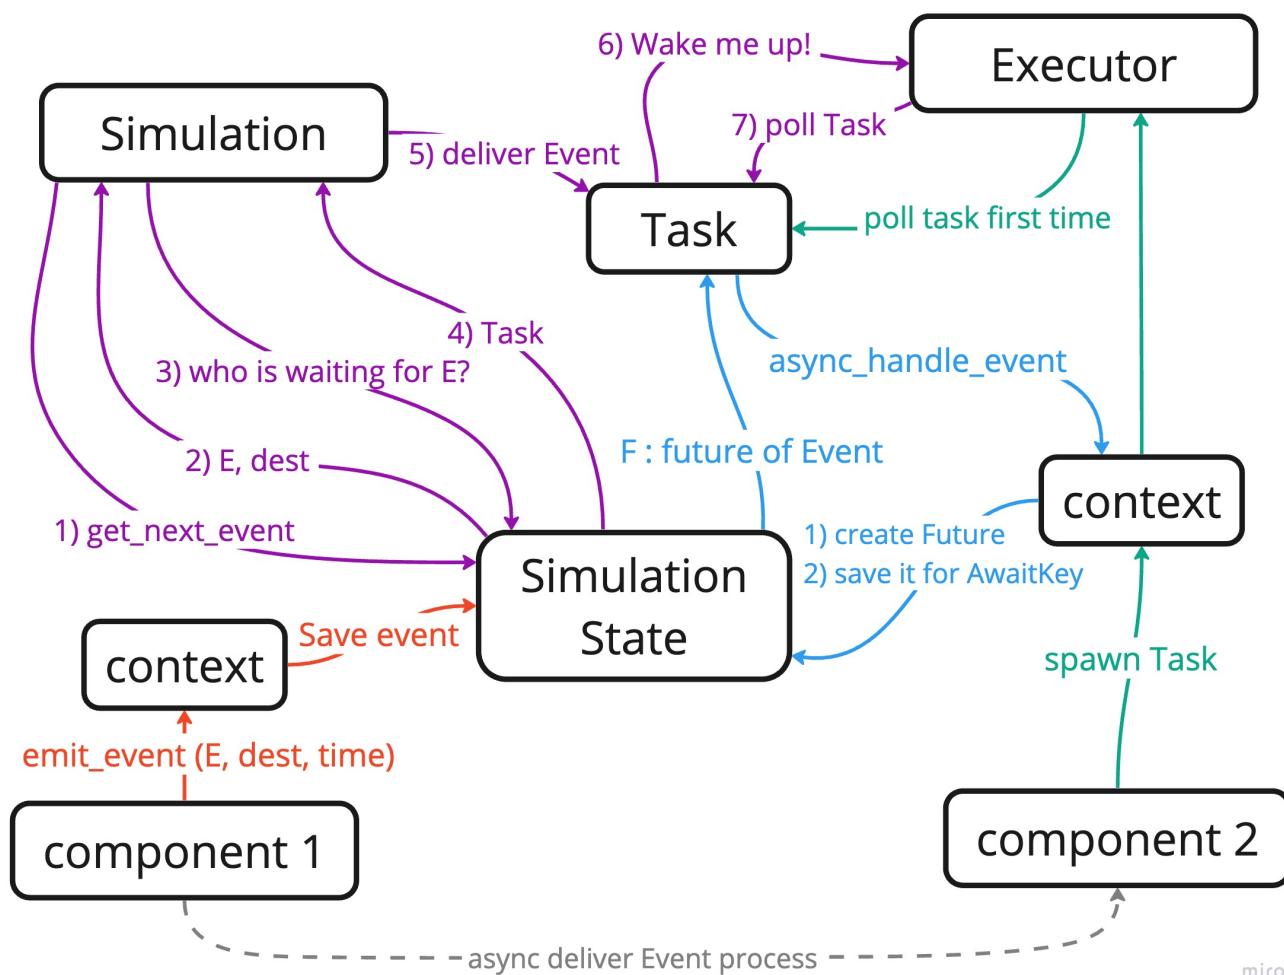 6) Wake me up!
Executor
Simulation
7) poll Task
5) deliver Event
Task
poll task first time
4) Task
3) who is waiting for E?
async_handle_event
2) E, dest
F : future of Event
1) get_next_event
context
1) create Future
2) save it for AwaitKey
Simulation
State
Save event
context
spawn Task
emit_event (E, dest, time)
component 1
component 2
async deliver Event process
miro